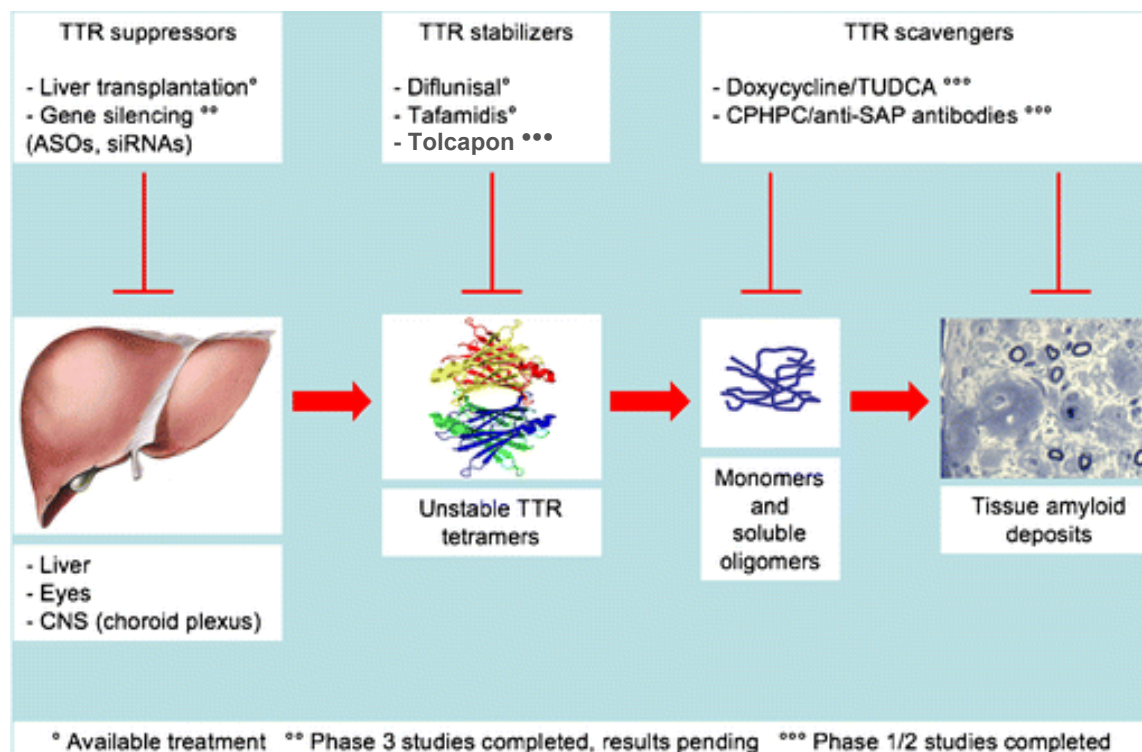 TTR suppressors
- Liver transplantation°
- Gene silencing °°
(ASOs, siRNAs)
TTR stabilizers
- Diflunisal°
- Tafamidis°
- Tolcapon •••
TTR scavengers
- Doxycycline/TUDCA °°°
- CPHPC/anti-SAP antibodies °°°
Unstable TTR
tetramers
Monomers
and
soluble
oligomers
Tissue amyloid
deposits
- Liver
- Eyes
- CNS (choroid plexus)
° Available treatment °° Phase 3 studies completed, results pending °°° Phase 1/2 studies completed